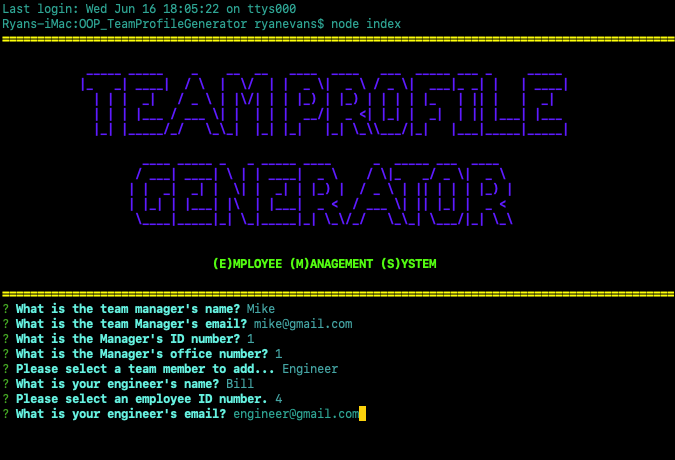 Last login: Wed Jun 16 18:05:22 on ttys000
Ryans-iMac:OOP_TeamProfileGenerator ryanevans$ node index
TEAM PROFILE
GENERATOR
(E)MPLOYEE (M)ANAGEMENT (S)YSTEM
? What is the team manager's name? Mike
? What is the team Manager's email? mike@gmail.com
? What is the Manager's ID number? 1
? What is the Manager's office number? 1
? Please select a team member to add... Engineer
? What is your engineer's name? Bill
? Please select an employee ID number. 4
? What is your engineer's email? engineer@gmail.com